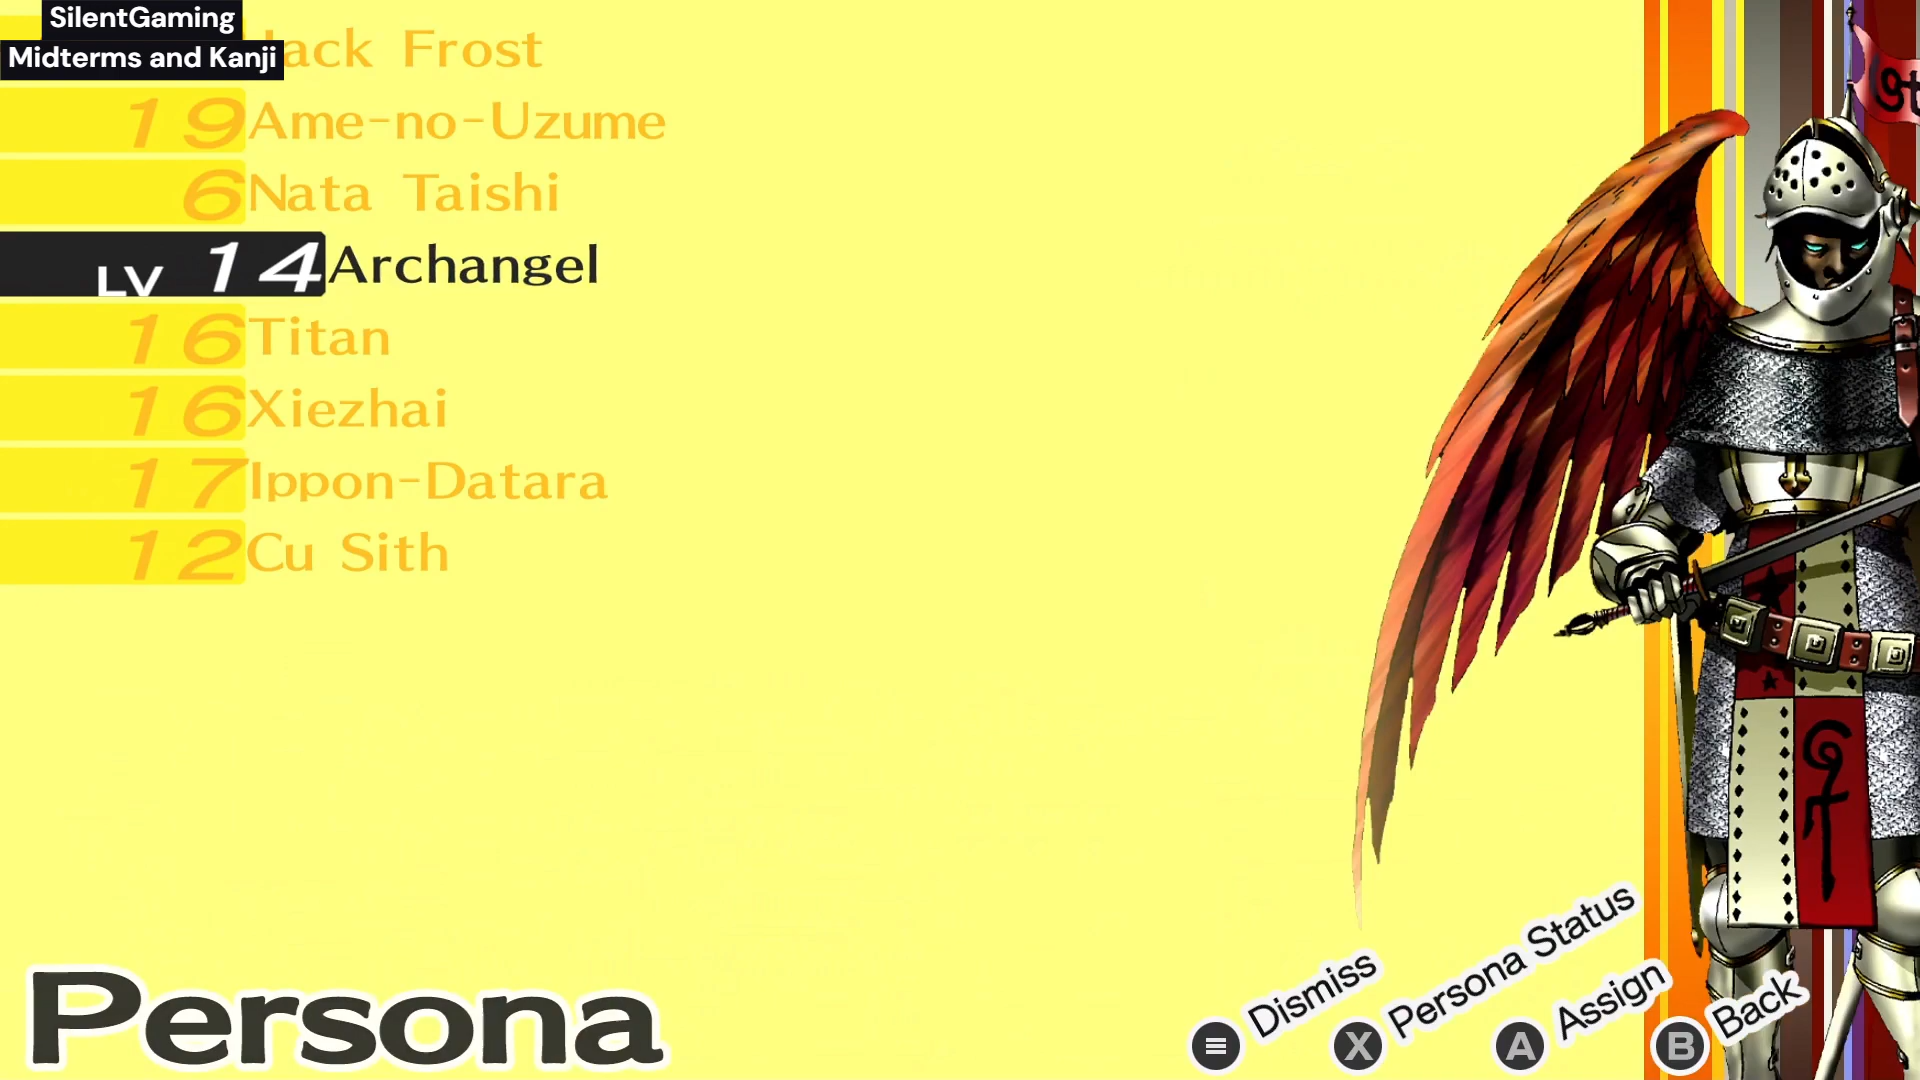 SilentGaming
Midterms and Kanji
Jack Frost
19 Ame-no-Uzume
6 Nata Taishi
LV 14 Archangel
16 Titan
16 Xiezhai
17 Ippon-Datara
12 Cu Sith
Persona
Dismiss
X Persona Status
A Assign
B Back